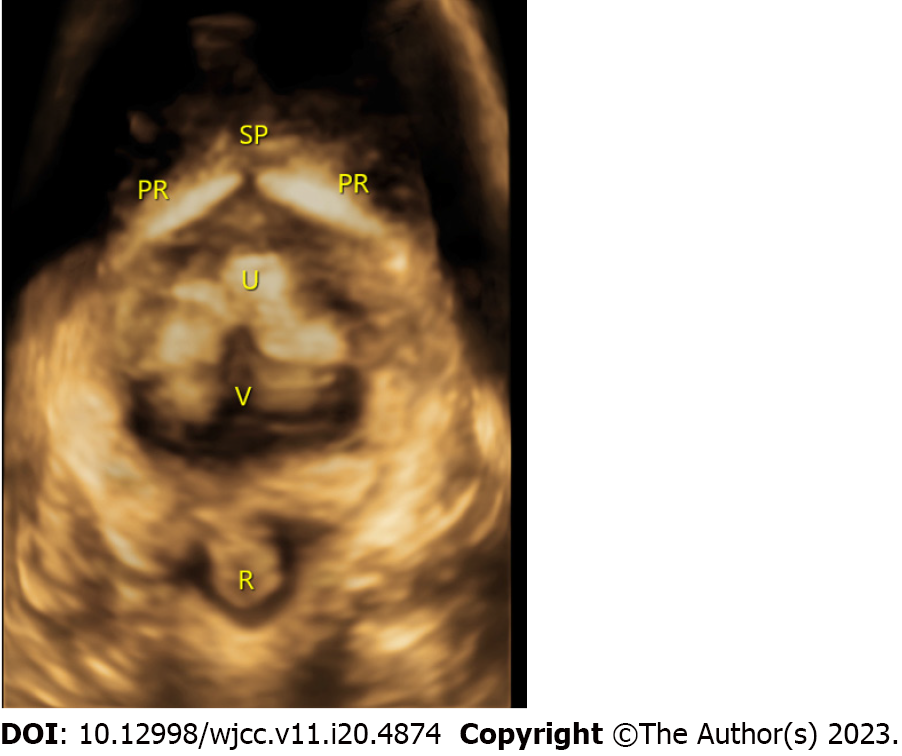 SP
PR PR
U
V
R
DOI: 10.12998/wjcc.v11.i20.4874 Copyright ©The Author(s) 2023.